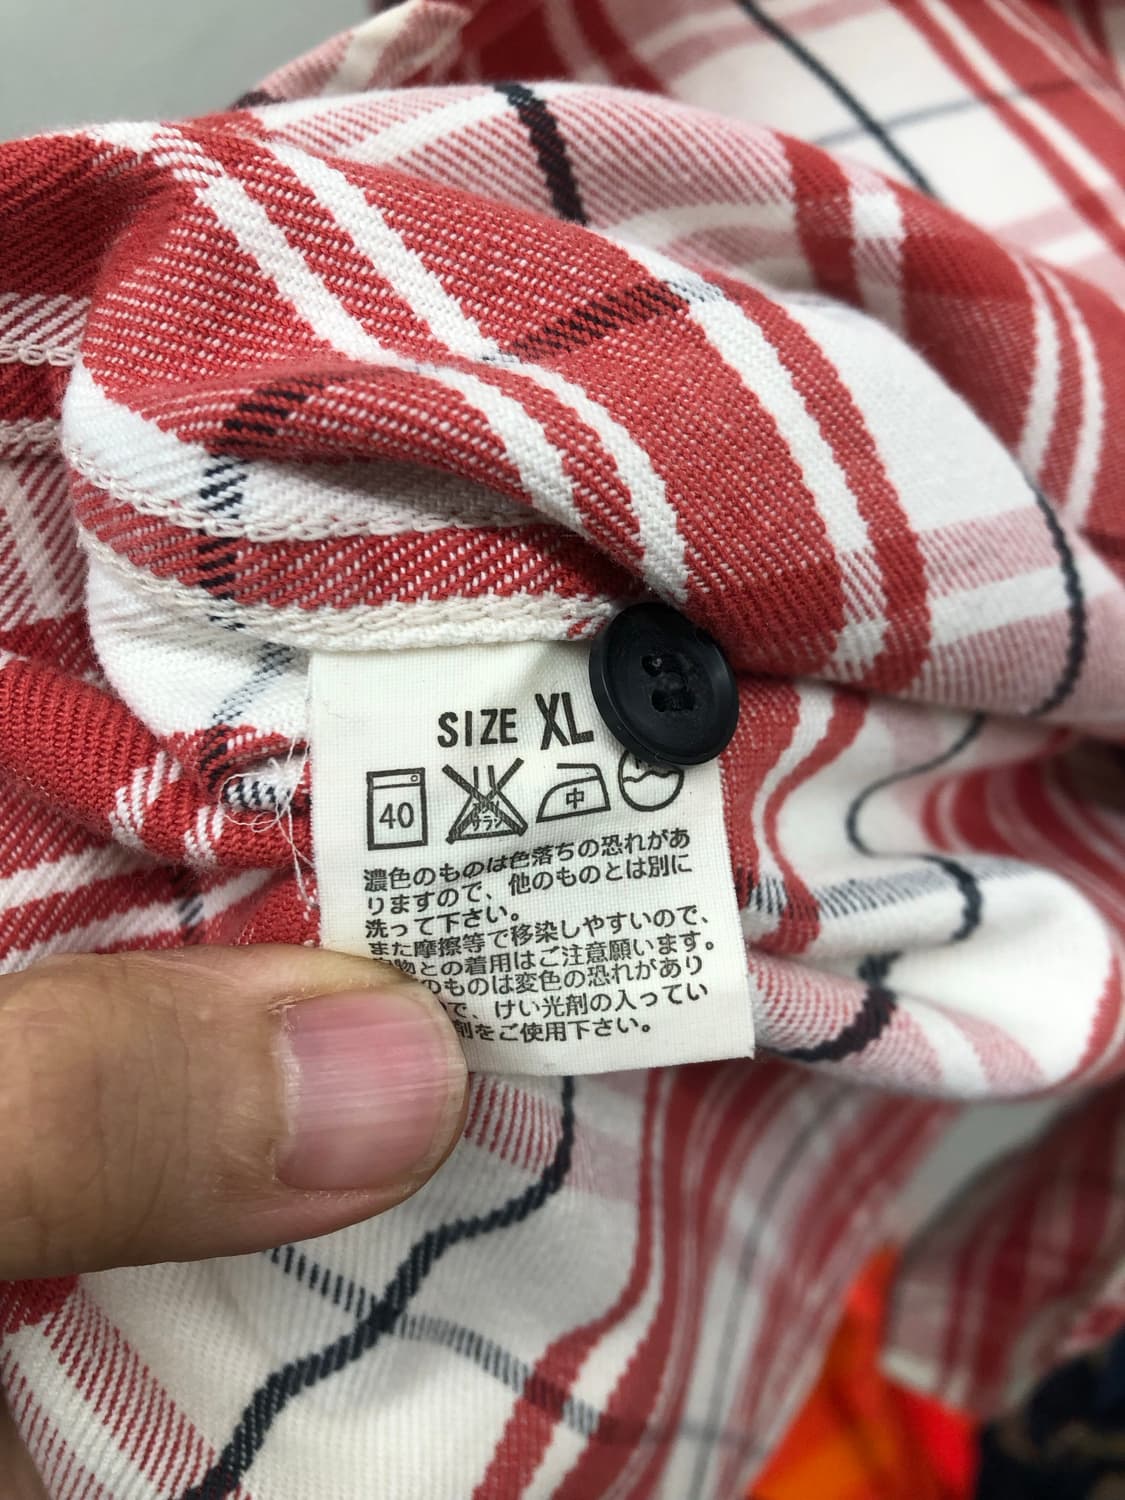 SIZE XL
40 サラシ 中
濃色のものは色落ちの恐れがあ
りますので、他のものとは別に
洗って下さい。
また摩擦等で移染しやすいので、
物との着用はご注意願います。
のものは変色の恐れがあり
で、けい光剤の入ってい
剤をご使用下さい。